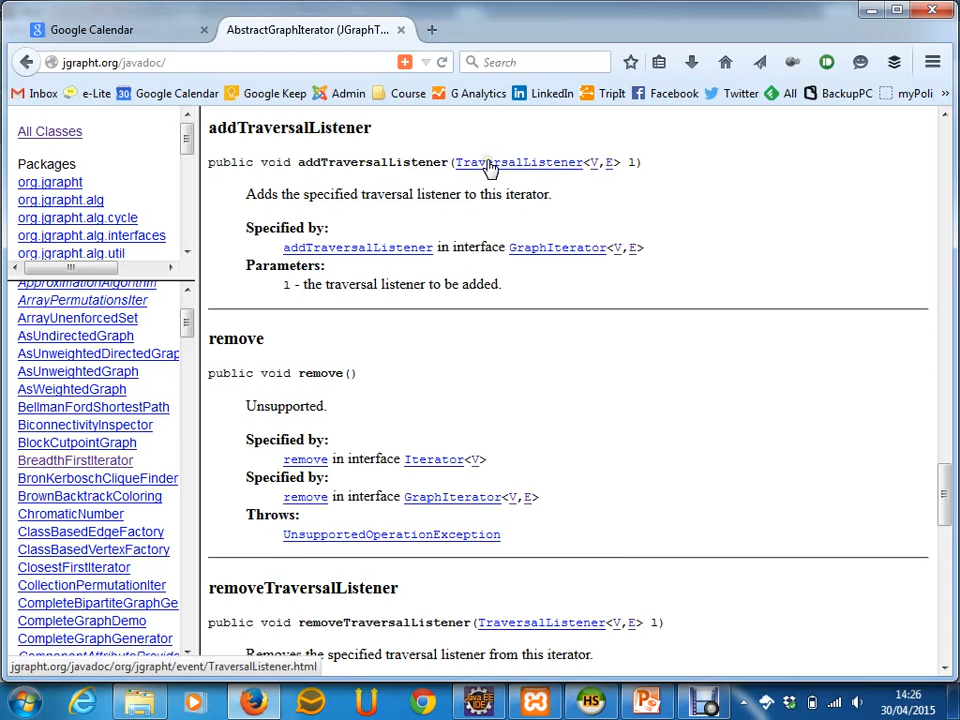 Google Calendar
AbstractGraphIterator (JGraphT...
jgrapht.org/javadoc/
Search
Inbox e-Lite 30 Google Calendar Google Keep Admin Course G Analytics LinkedIn TripIt Facebook Twitter All BackupPC myPoli »
All Classes
Packages
org.jgrapht
org.jgrapht.alg
org.jgrapht.alg.cycle
org.jgrapht.alg.interfaces
org.jgrapht.alg.util
ApproximationAlgorithm
ArrayPermutationsIter
ArrayUnenforcedSet
AsUndirectedGraph
AsUnweightedDirectedGrap
AsUnweightedGraph
AsWeightedGraph
BellmanFordShortestPath
BiconnectivityInspector
BlockCutpointGraph
BreadthFirstIterator
BronKerboschCliqueFinder
BrownBacktrackColoring
ChromaticNumber
ClassBasedEdgeFactory
ClassBasedVertexFactory
ClosestFirstIterator
CollectionPermutationIter
CompleteBipartiteGraphGe
CompleteGraphDemo
CompleteGraphGenerator
ComponentAttributeProvide
addTraversalListener
public void addTraversalListener(TraversalListener<V,E> l)
Adds the specified traversal listener to this iterator.
Specified by:
addTraversalListener in interface GraphIterator<V,E>
Parameters:
l - the traversal listener to be added.
remove
public void remove()
Unsupported.
Specified by:
remove in interface Iterator<V>
Specified by:
remove in interface GraphIterator<V,E>
Throws:
UnsupportedOperationException
removeTraversalListener
public void removeTraversalListener(TraversalListener<V,E> l)
Removes the specified traversal listener from this iterator.
jgrapht.org/javadoc/org/jgrapht/event/TraversalListener.html
Java EE
IDE
HS
14:26
30/04/2015